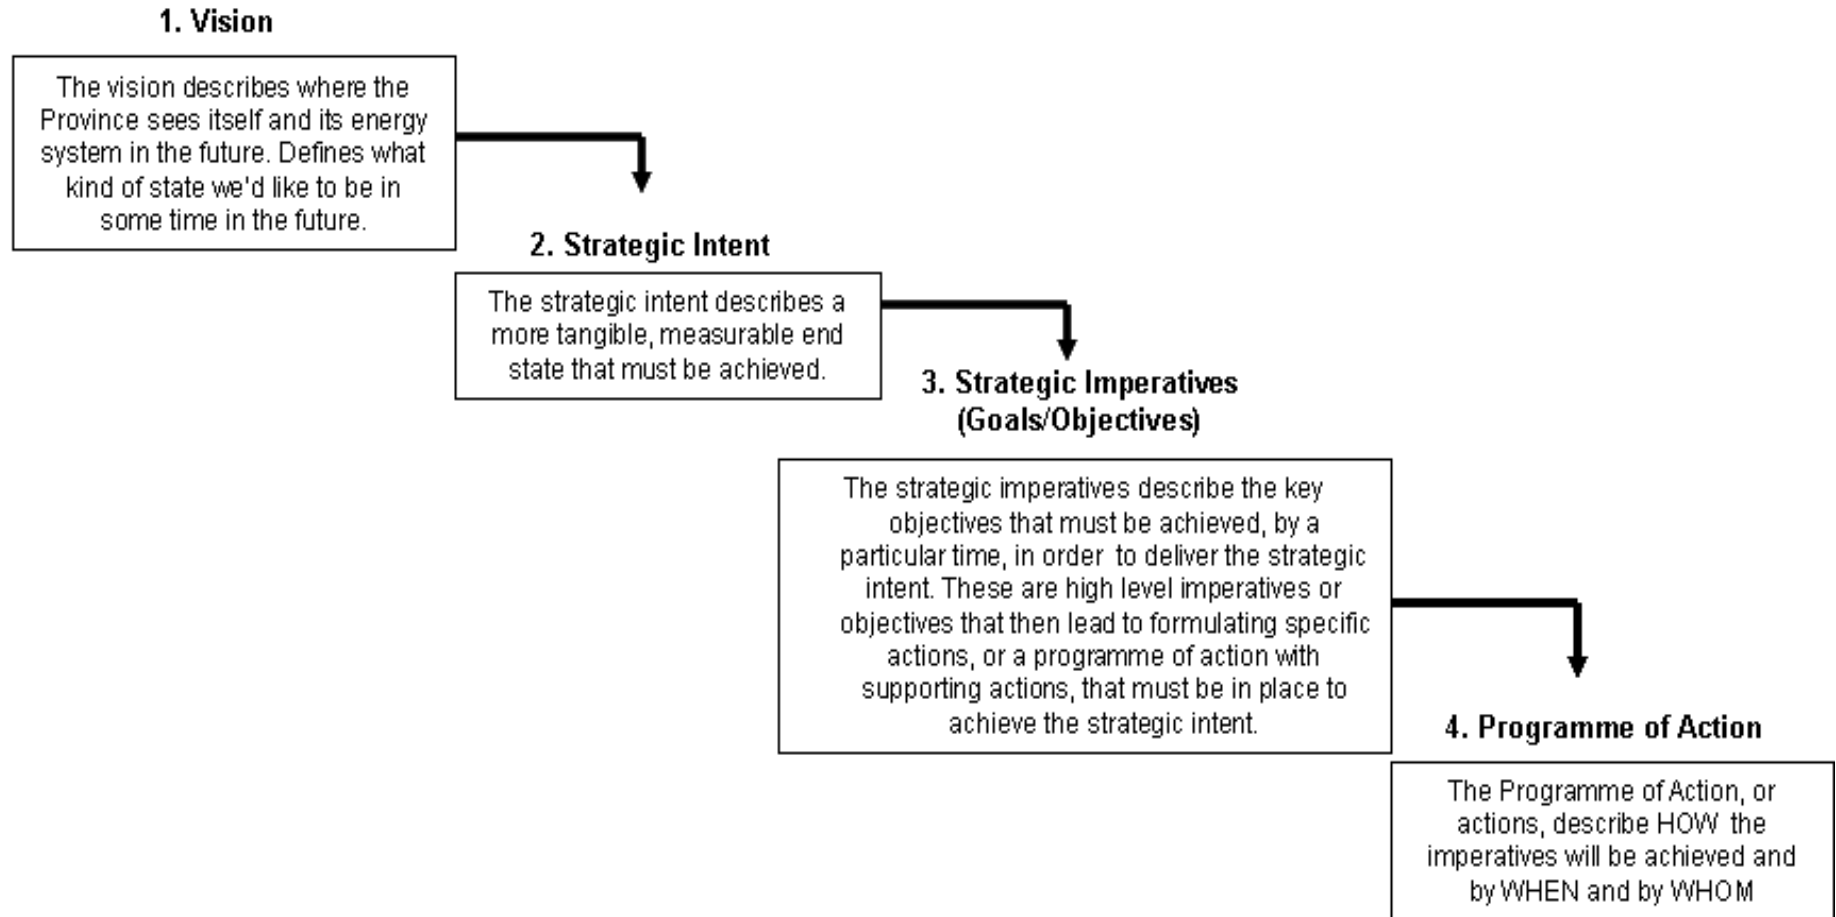 1. Vision
The vision describes where the
Province sees itself and its energy
system in the future. Defines what
kind of state we'd like to be in
some time in the future.
2. Strategic Intent
The strategic intent describes a
more tangible, measurable end
state that must be achieved.
3. Strategic Imperatives
(Goals/Objectives)
The strategic imperatives describe the key
objectives that must be achieved, by a
particular time, in order to deliver the strategic
intent. These are high level imperatives or
objectives that then lead to formulating specific
actions, or a programme of action with
supporting actions, that must be in place to
achieve the strategic intent.
4. Programme of Action
The Programme of Action, or
actions, describe HOW the
imperatives will be achieved and
by WHEN and by WHOM